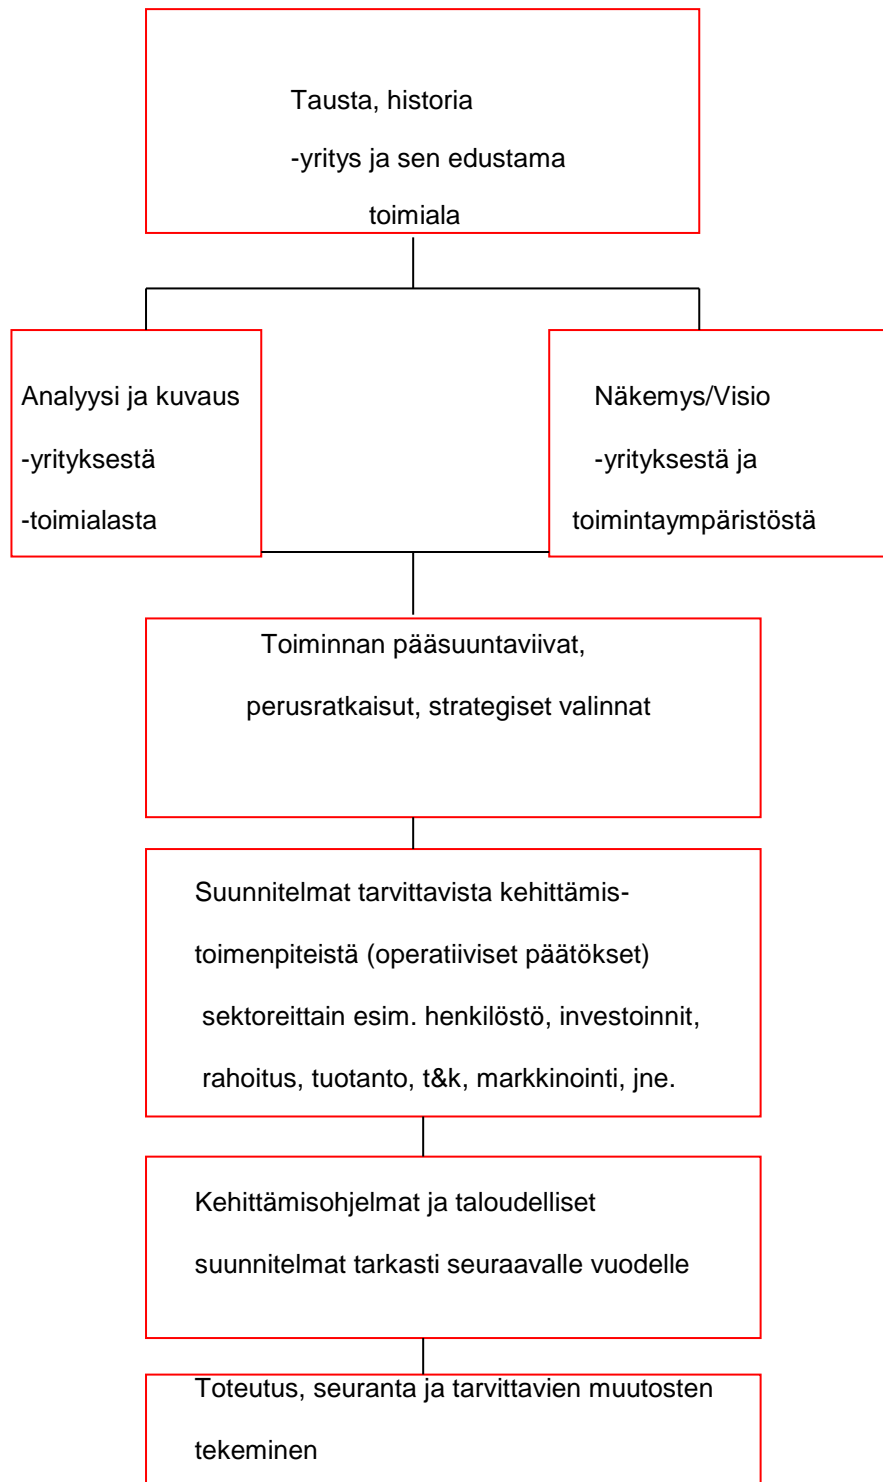 Tausta, historia
-yritys ja sen edustama
toimiala
Analyysi ja kuvaus
-yrityksestä
-toimialasta
Näkemys/Visio
-yrityksestä ja
toimintaympäristöstä
Toiminnan pääsuuntaviivat,
perusratkaisut, strategiset valinnat
Suunnitelmat tarvittavista kehittämis-
toimenpiteistä (operatiiviset päätökset)
sektoreittain esim. henkilöstö, investoinnit,
rahoitus, tuotanto, t&k, markkinointi, jne.
Kehittämisohjelmat ja taloudelliset
suunnitelmat tarkasti seuraavalle vuodelle
Toteutus, seuranta ja tarvittavien muutosten
tekeminen